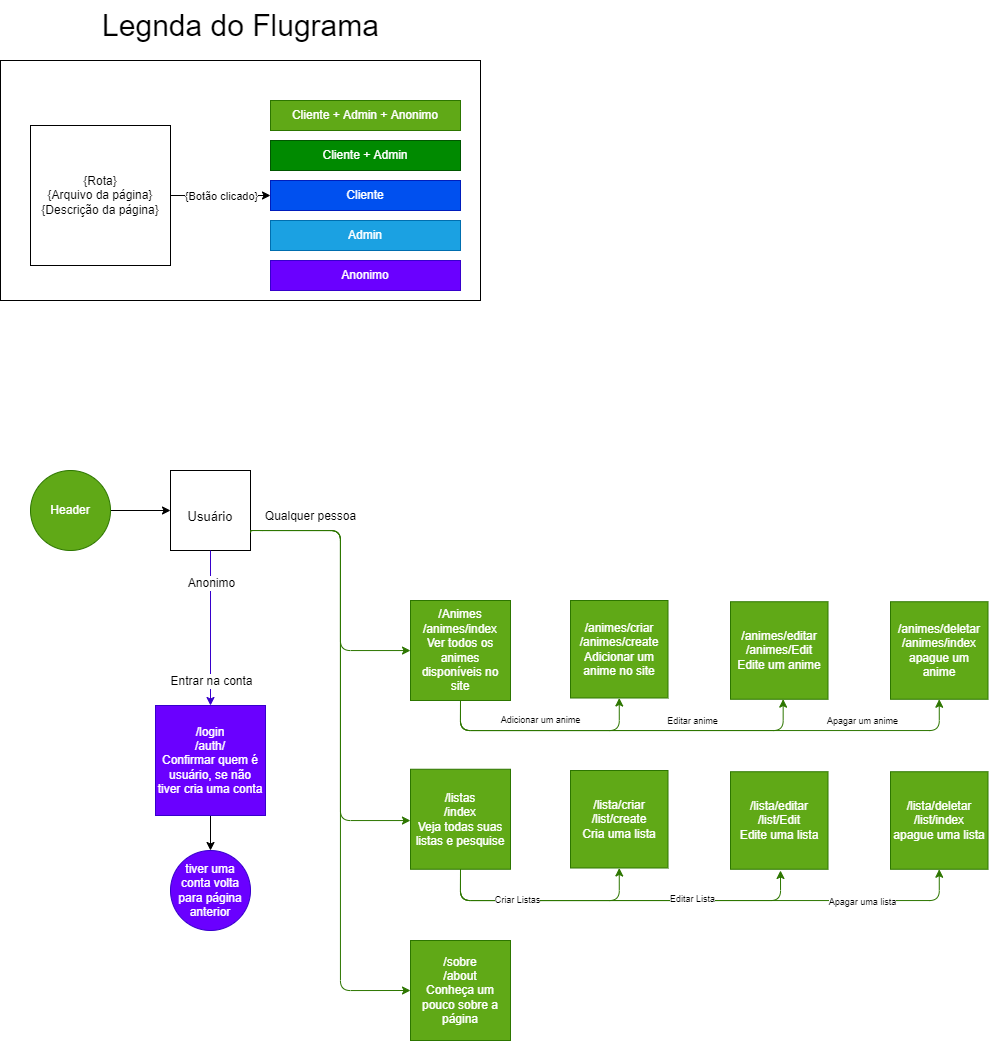 Legnda do Flugrama
{Rota}
{Arquivo da página}
{Descrição da página}
{Botão clicado}
Cliente + Admin + Anonimo
Cliente + Admin
Cliente
Admin
Anonimo
Header
Usuário
Qualquer pessoa
Anonimo
Entrar na conta
/login
/auth/
Confirmar quem é
usuário, se não
tiver cria uma conta
tiver uma
conta volta
para página
anterior
/Animes
/animes/index
Ver todos os
animes
disponíveis no
site
/animes/criar
/animes/create
Adicionar um
anime no site
/animes/editar
/animes/Edit
Edite um anime
/animes/deletar
/animes/index
apague um
anime
Adicionar um anime
Editar anime
Apagar um anime
/listas
/index
Veja todas suas
listas e pesquise
/lista/criar
/list/create
Cria uma lista
/lista/editar
/list/Edit
Edite uma lista
/lista/deletar
/list/index
apague uma lista
Criar Listas
Editar Lista
Apagar uma lista
/sobre
/about
Conheça um
pouco sobre a
página